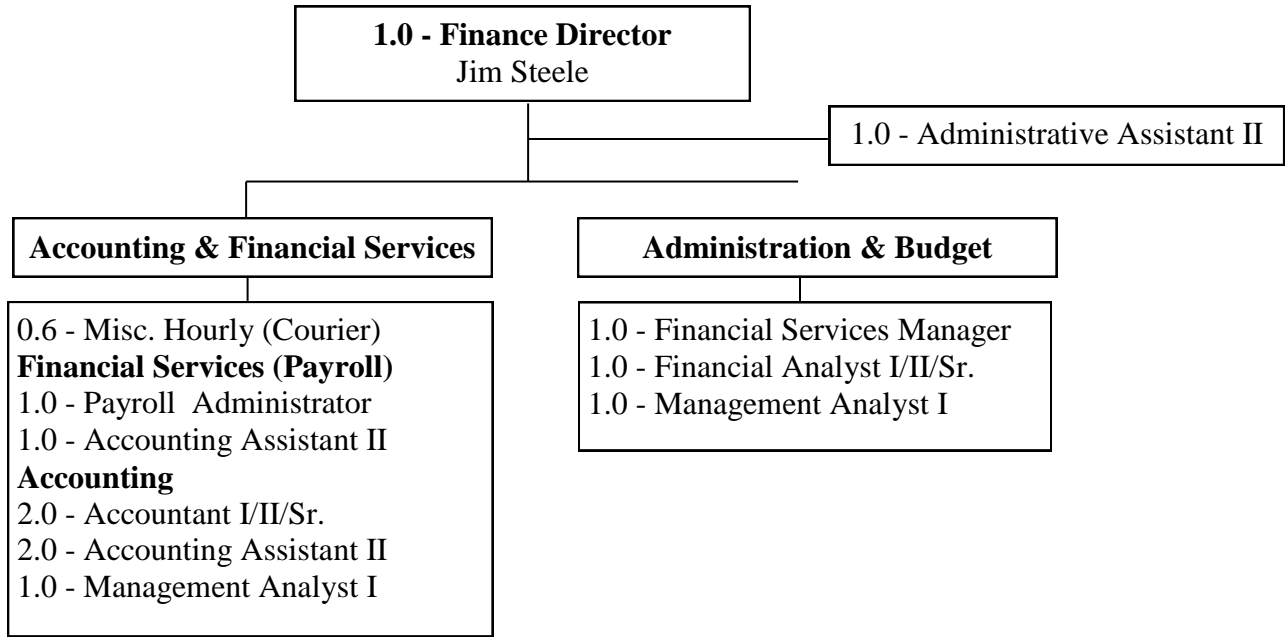 1.0 - Finance Director
Jim Steele
1.0 - Administrative Assistant II
Accounting & Financial Services
Administration & Budget
0.6 - Misc. Hourly (Courier)
Financial Services (Payroll)
1.0 - Payroll Administrator
1.0 - Accounting Assistant II
Accounting
2.0 - Accountant I/II/Sr.
2.0 - Accounting Assistant II
1.0 - Management Analyst I
1.0 - Financial Services Manager
1.0 - Financial Analyst I/II/Sr.
1.0 - Management Analyst I